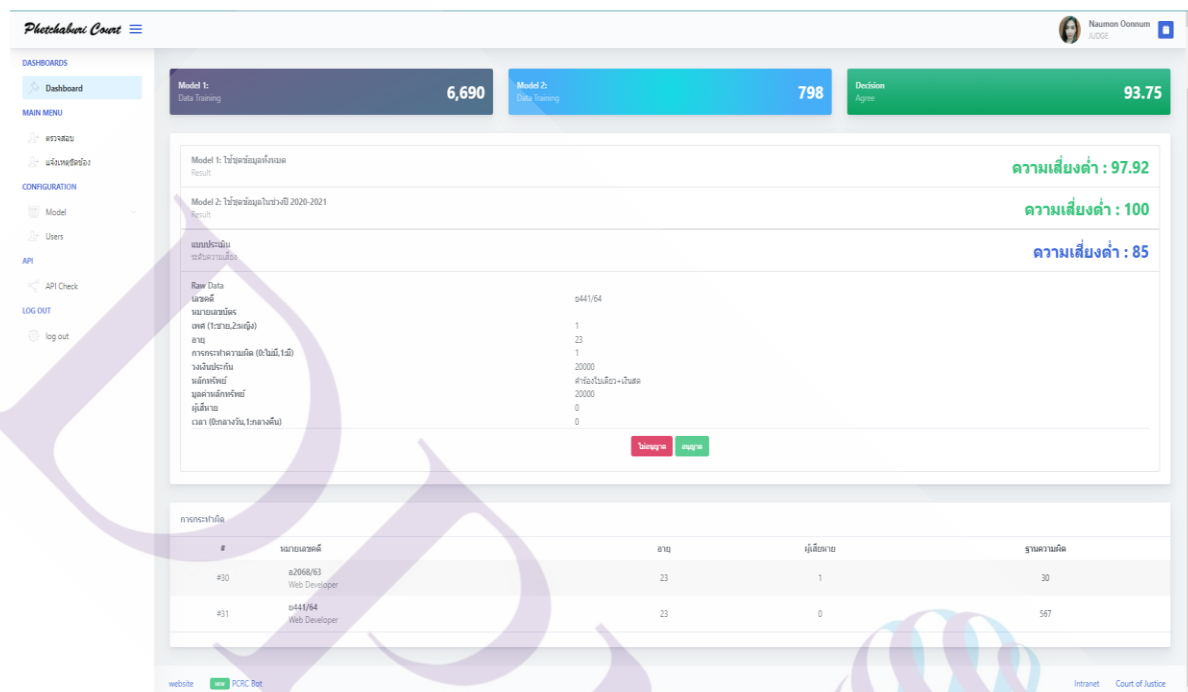 Phetchaburi Court
Naumon Oonnum
JUDGE
DASHBOARDS
Dashboard
MAIN MENU
ตรวจสอบ
แจ้งเหตุขัดข้อง
CONFIGURATION
Model
Users
API
API Check
LOG OUT
log out
Model 1:
Data Training
6,690
Model 2:
Data Training
798
Decision
Agree
93.75
Model 1: ใช้ชุดข้อมูลทั้งหมด
Result
ความเสี่ยงต่ำ : 97.92
Model 2: ใช้ชุดข้อมูลในช่วงปี 2020-2021
Result
ความเสี่ยงต่ำ : 100
แบบประเมิน
ระดับความเสี่ยง
ความเสี่ยงต่ำ : 85
Raw Data
เลขคดี ย441/64
หมายเลขบัตร
เพศ (1:ชาย,2:หญิง) 1
อายุ 23
การกระทำความผิด (0:ไม่มี,1:มี) 1
วงเงินประกัน 20000
หลักทรัพย์ คำร้องใบเดียว+เงินสด
มูลค่าหลักทรัพย์ 20000
ผู้เสียหาย 0
เวลา (0:กลางวัน,1:กลางคืน) 0
ไม่อนุญาต อนุญาต
การกระทำผิด
# หมายเลขคดี อายุ ผู้เสียหาย ฐานความผิด
#30 อ2068/63 23 1 30
Web Developer
#31 ย441/64 23 0 567
Web Developer
website NEW PCRC Bot Intranet Court of Justice